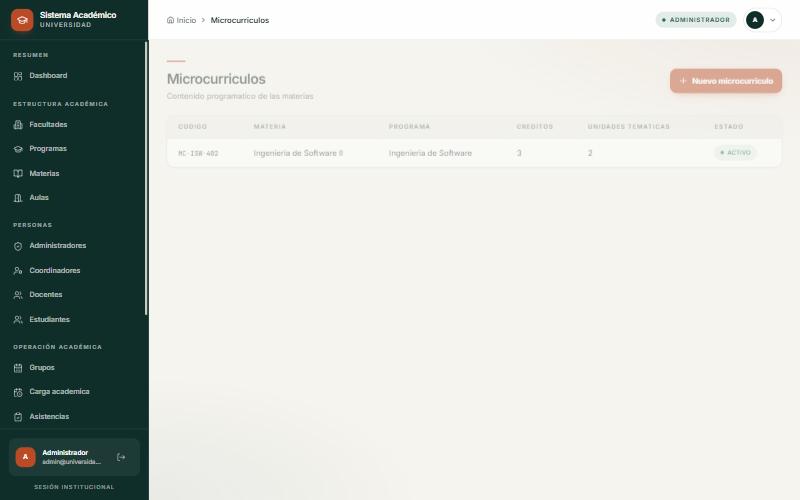 Sistema Académico
UNIVERSIDAD
Inicio > Microcurriculos
ADMINISTRADOR
A
RESUMEN
Dashboard
ESTRUCTURA ACADÉMICA
Facultades
Programas
Materias
Aulas
PERSONAS
Administradores
Coordinadores
Docentes
Estudiantes
OPERACIÓN ACADÉMICA
Grupos
Carga academica
Asistencias
A
Administrador
admin@universida...
SESIÓN INSTITUCIONAL
Microcurriculos
Contenido programatico de las materias
+ Nuevo microcurriculo
CODIGO MATERIA PROGRAMA CREDITOS UNIDADES TEMATICAS ESTADO
MC-ISW-402 Ingenieria de Software II Ingenieria de Software 3 2 ACTIVO